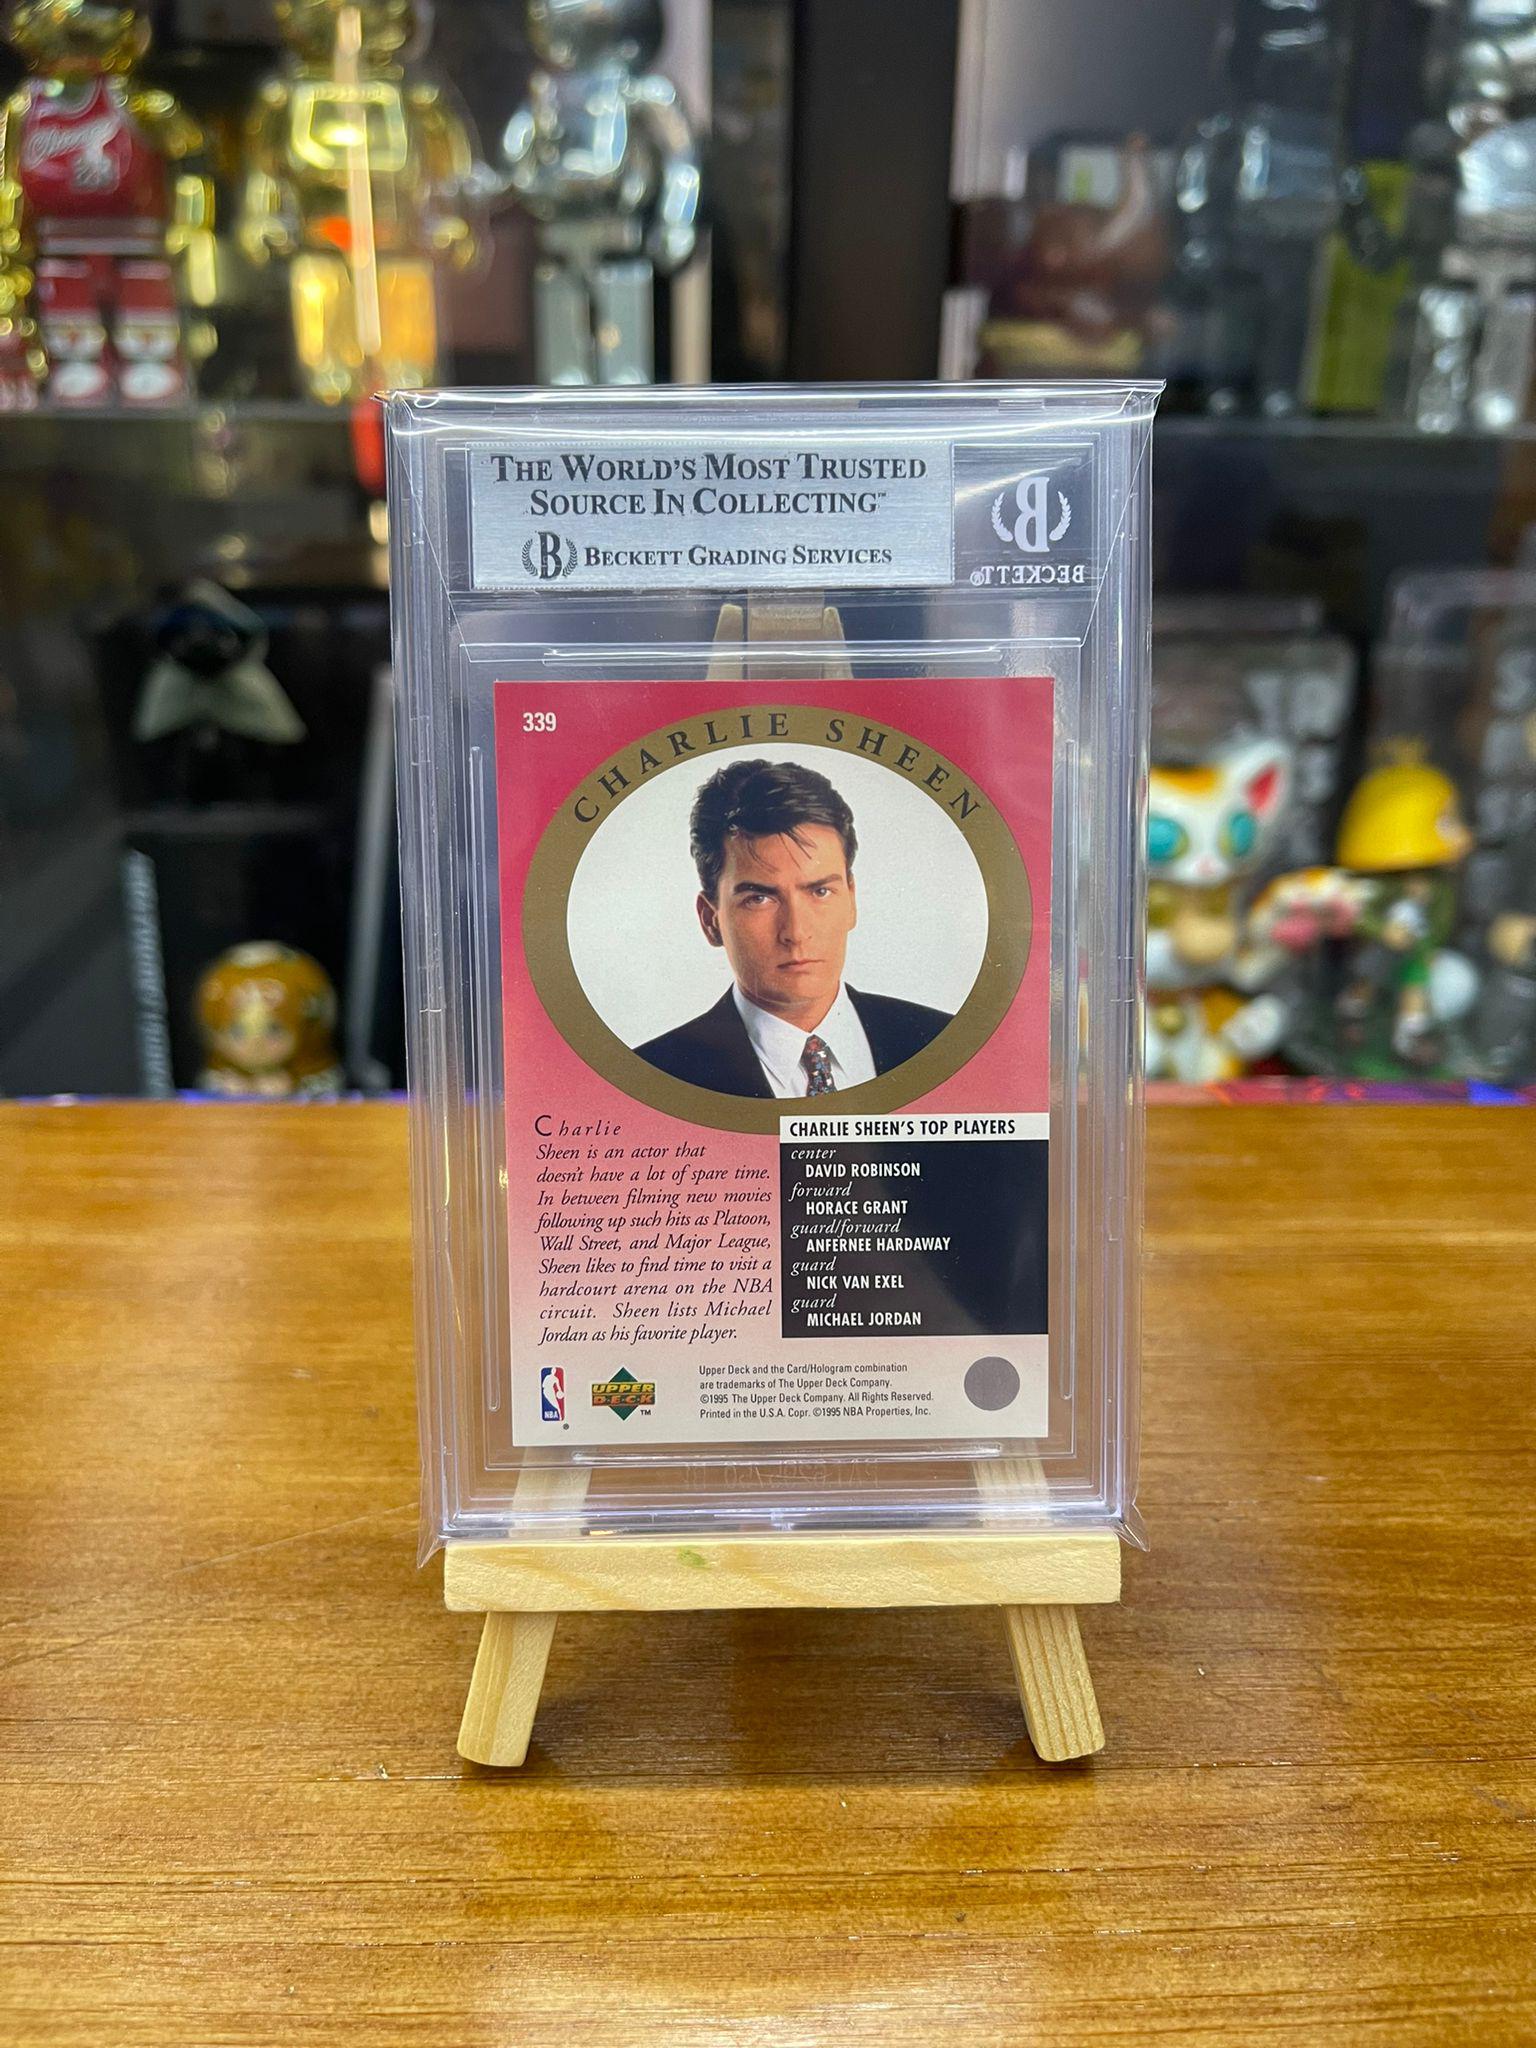 Chicago
23
THE WORLD'S MOST TRUSTED
SOURCE IN COLLECTING™
B BECKETT GRADING SERVICES
B
BECKETT®
339
CHARLIE SHEEN
Charlie
Sheen is an actor that
doesn't have a lot of spare time.
In between filming new movies
following up such hits as Platoon,
Wall Street, and Major League,
Sheen likes to find time to visit a
hardcourt arena on the NBA
circuit. Sheen lists Michael
Jordan as his favorite player.
CHARLIE SHEEN'S TOP PLAYERS
center
DAVID ROBINSON
forward
HORACE GRANT
guard/forward
ANFERNEE HARDAWAY
guard
NICK VAN EXEL
guard
MICHAEL JORDAN
NBA
®
UPPER
DECK
TM
Upper Deck and the Card/Hologram combination
are trademarks of The Upper Deck Company.
©1995 The Upper Deck Company. All Rights Reserved.
Printed in the U.S.A. Copr. ©1995 NBA Properties, Inc.